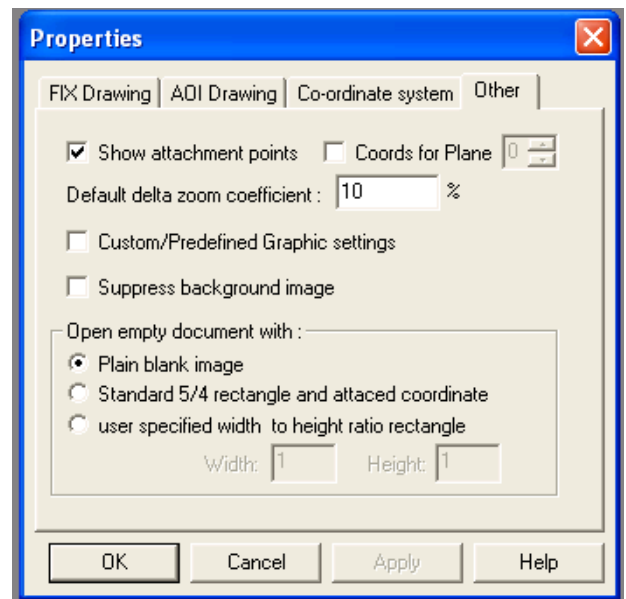 Properties
FIX Drawing AOI Drawing Co-ordinate system Other
Show attachment points Coords for Plane 0
Default delta zoom coefficient : 10 %
Custom/Predefined Graphic settings
Suppress background image
Open empty document with :
Plain blank image
Standard 5/4 rectangle and attaced coordinate
user specified width to height ratio rectangle
Width: 1 Height: 1
OK Cancel Apply Help